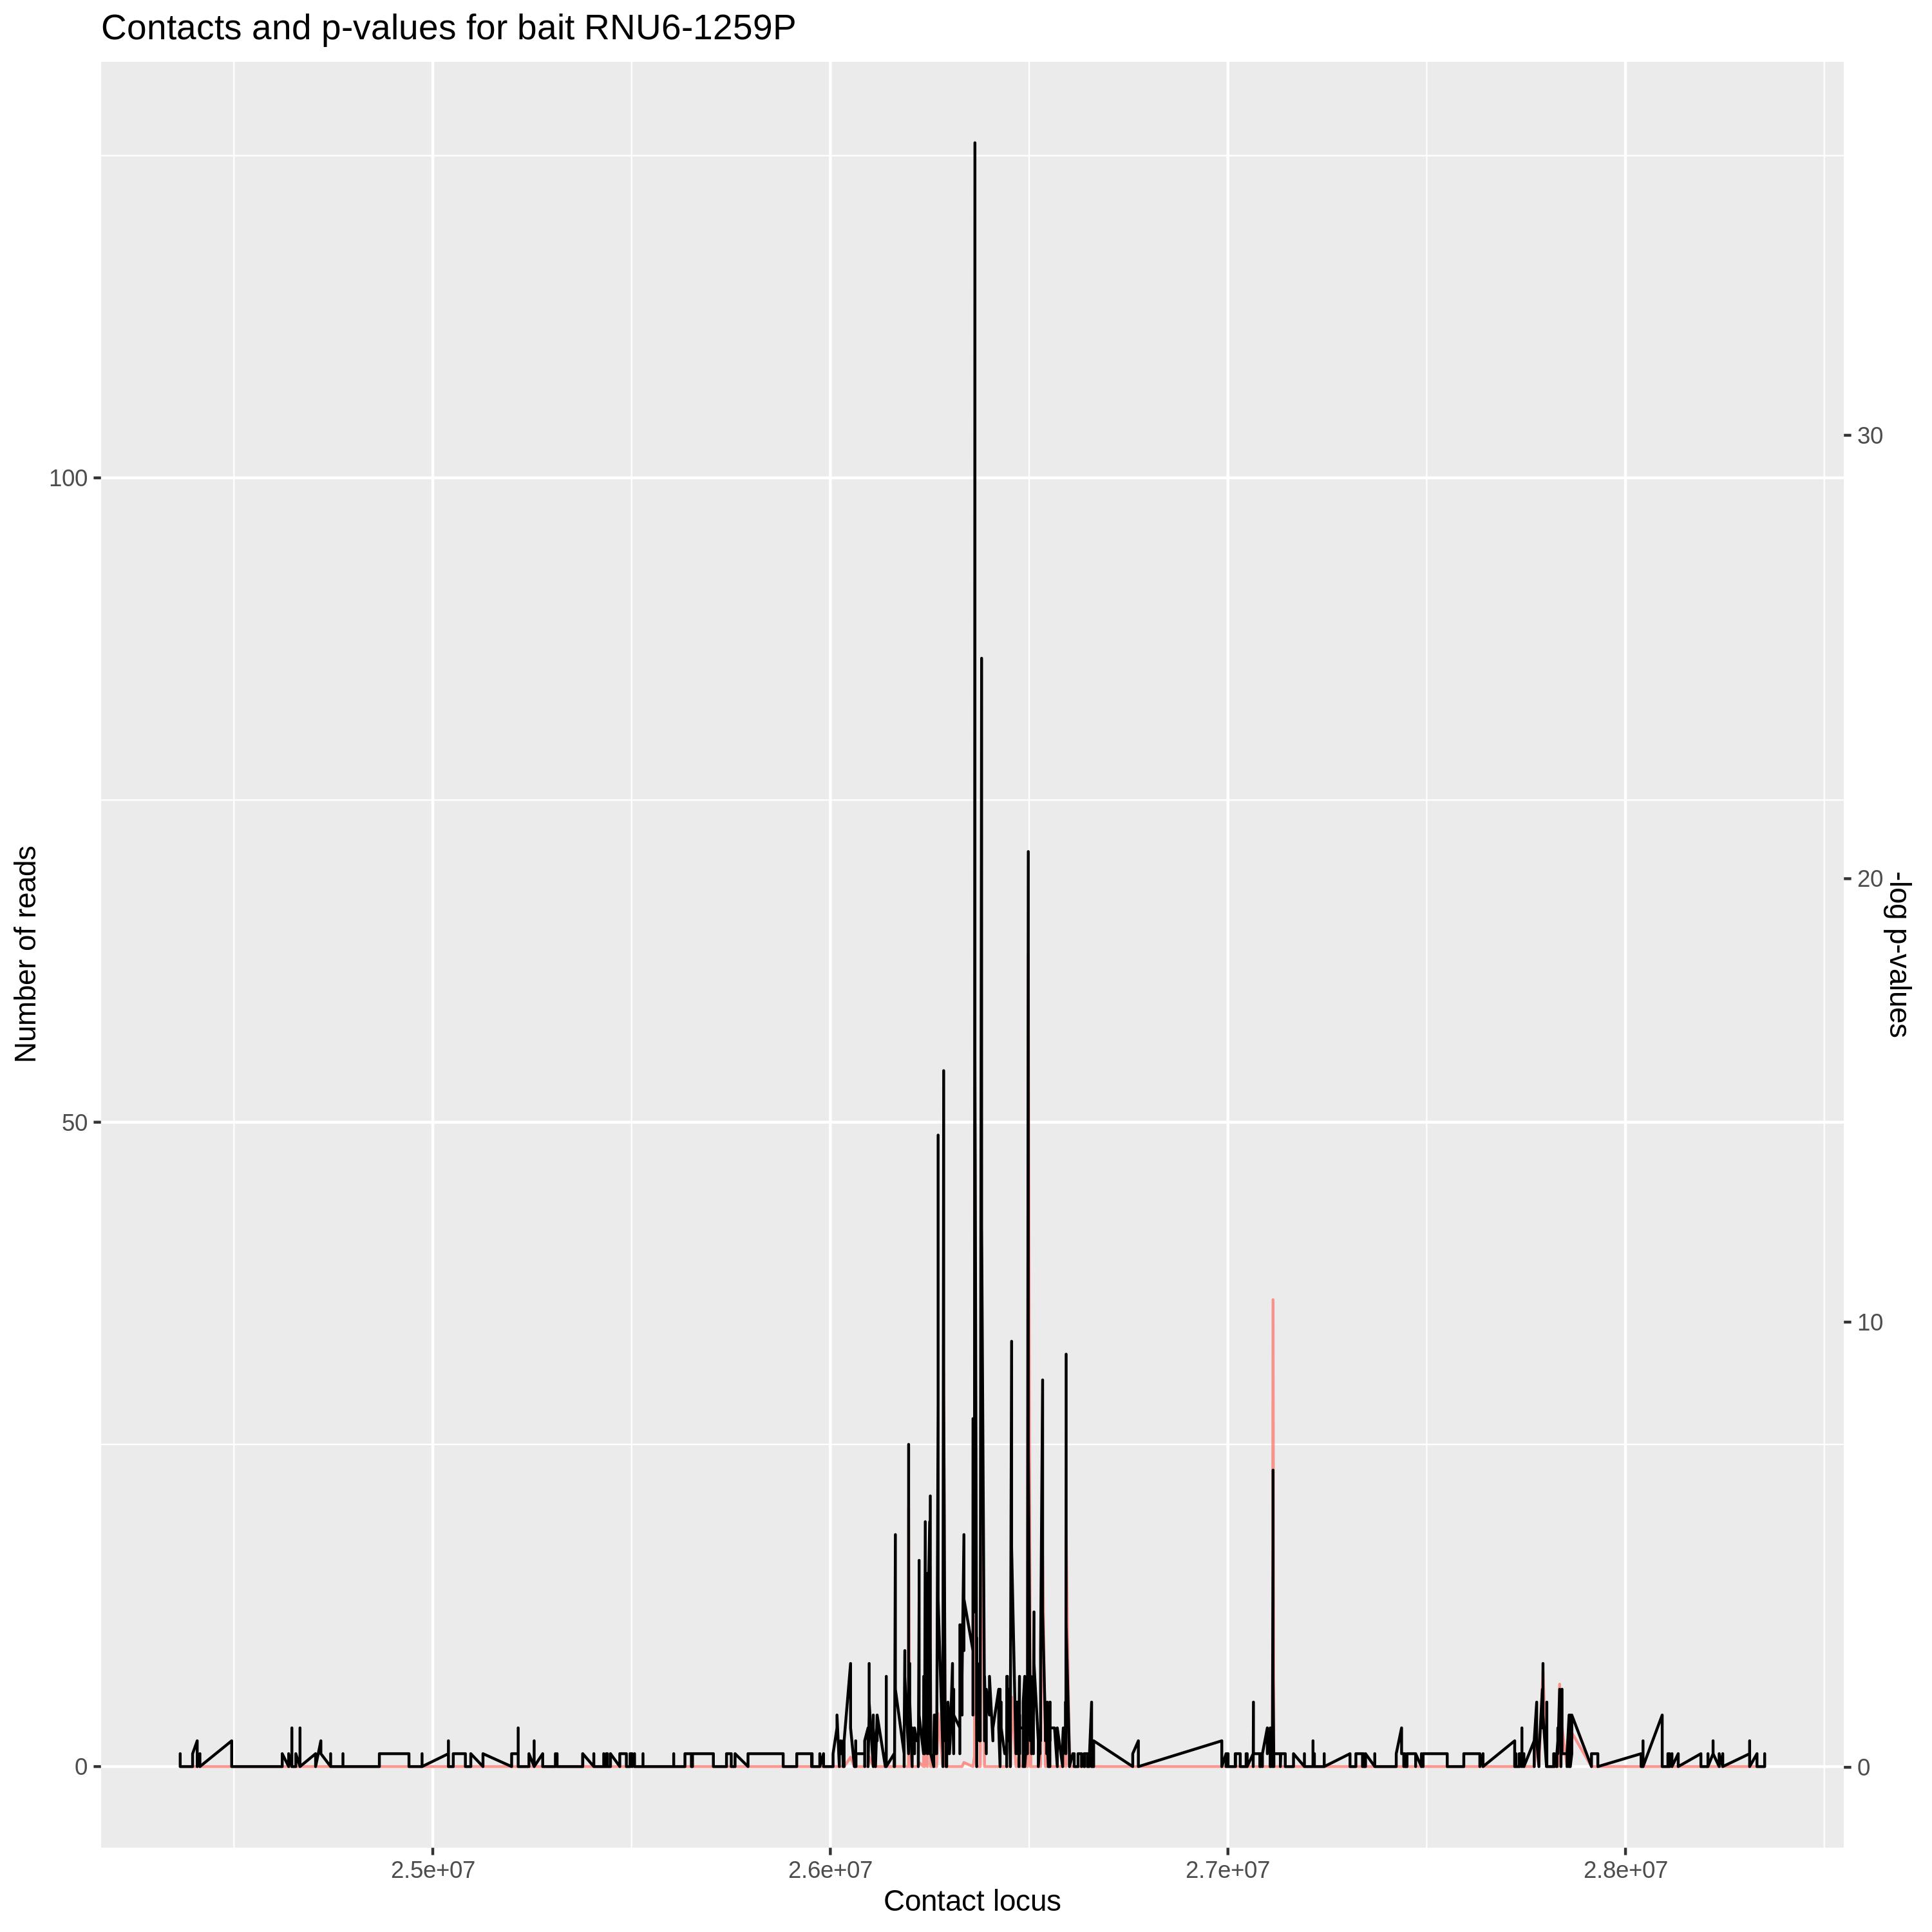 Contacts and p-values for bait RNU6-1259P
Number of reads
100
50
0
30
20
10
0
-log p-values
2.5e+07
2.6e+07
2.7e+07
2.8e+07
Contact locus